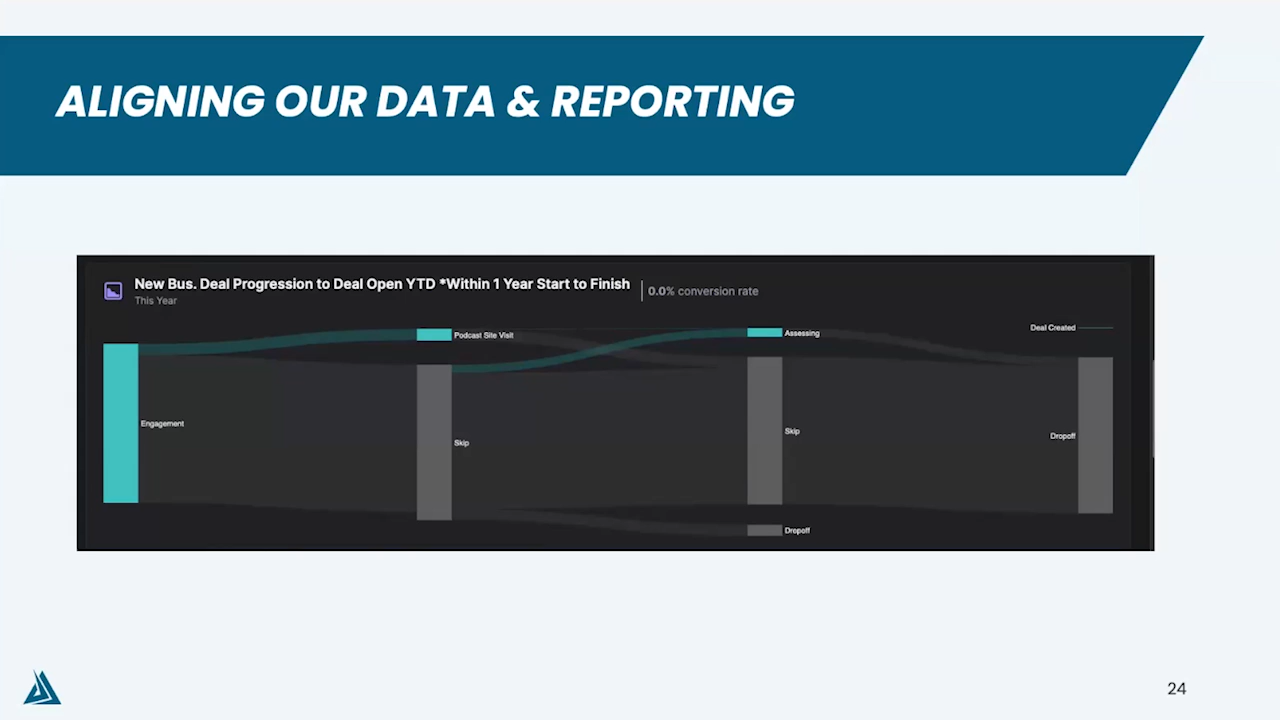 ALIGNING OUR DATA & REPORTING
New Bus. Deal Progression to Deal Open YTD *Within 1 Year Start to Finish
0.0% conversion rate
This Year
Deal Created
Podcast Site Visit
Assessing
Engagement
Skip
Skip
Dropoff
Dropoff
24